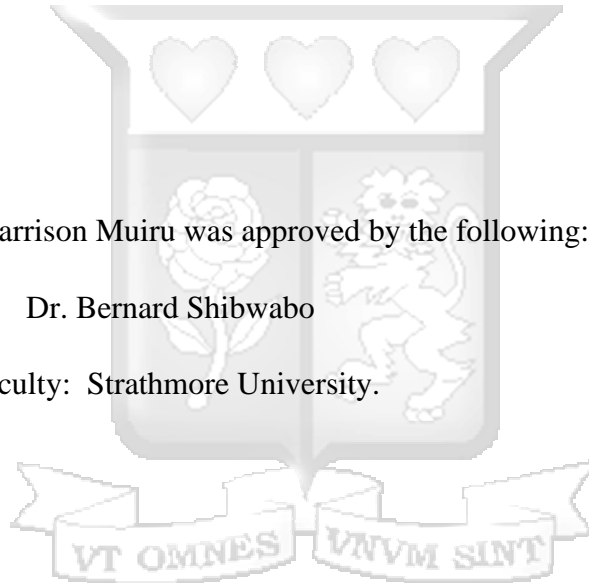 arrison Muiru was approved by the following:
Dr. Bernard Shibwabo
culty: Strathmore University.
VT OMNES VNVM SINT